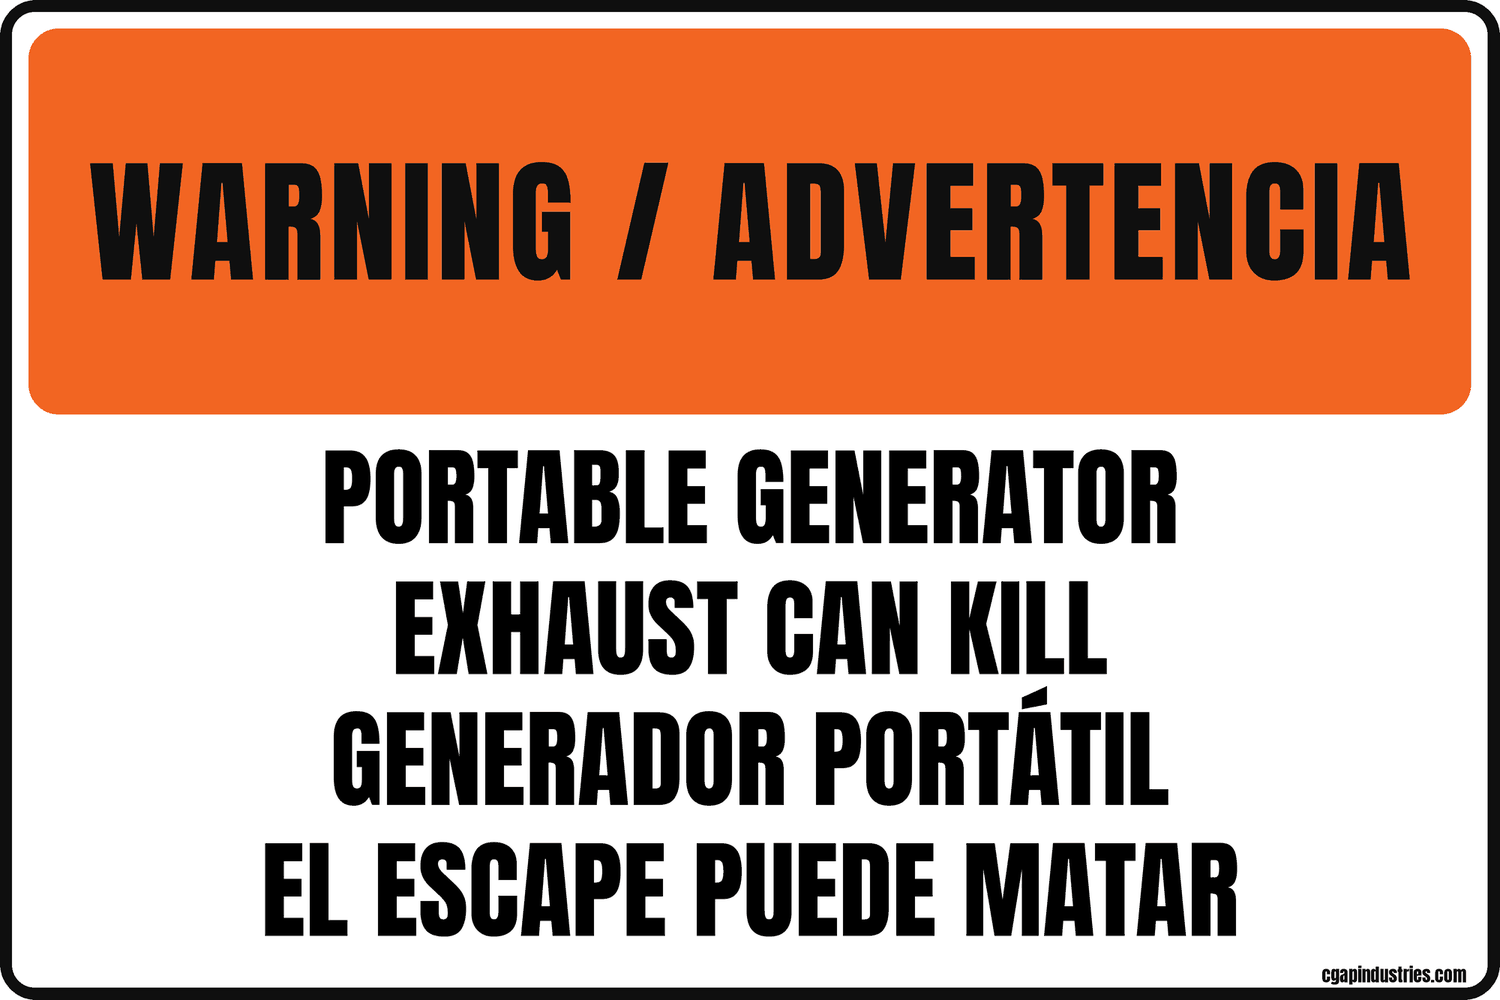 WARNING / ADVERTENCIA
PORTABLE GENERATOR
EXHAUST CAN KILL
GENERADOR PORTÁTIL
EL ESCAPE PUEDE MATAR
cgapindustries.com